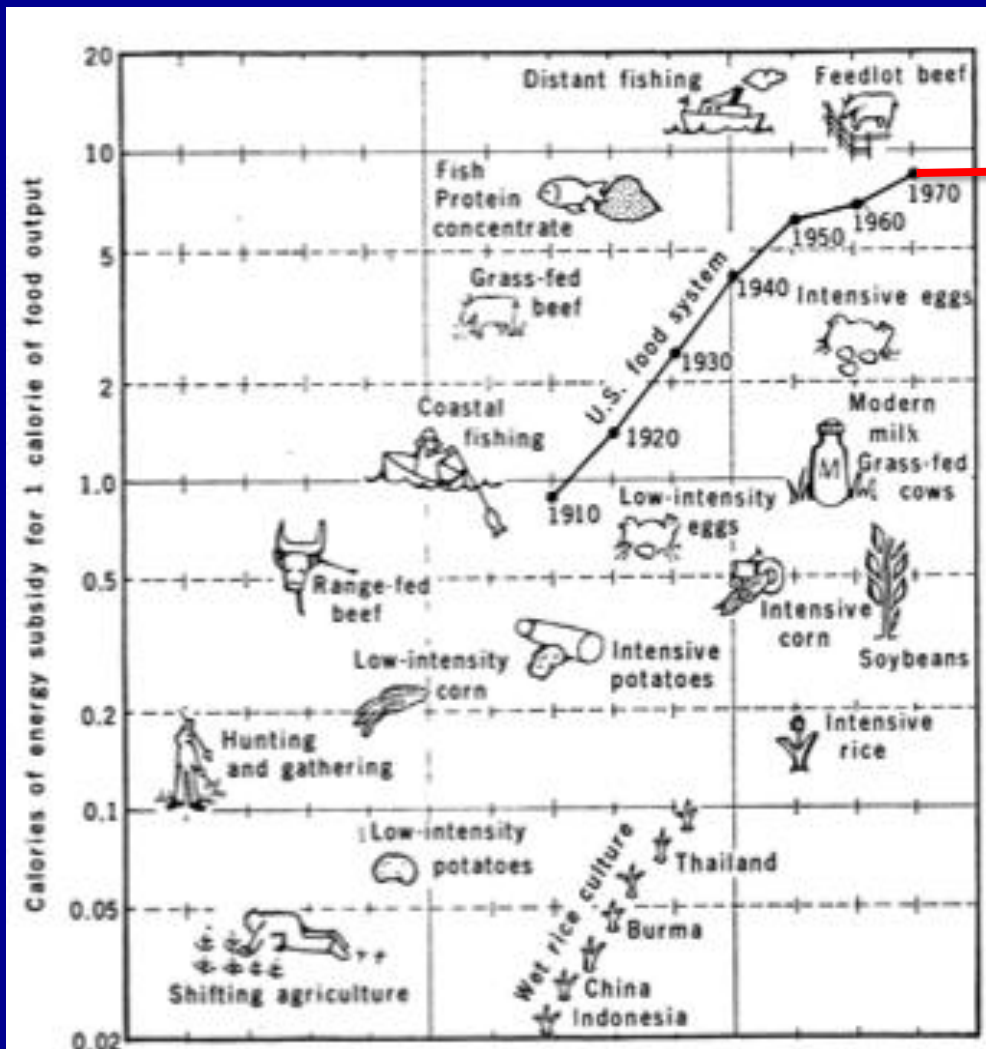 Calories of energy subsidy for 1 calorie of food output
20
10
5
2
1.0
0.5
0.2
0.1
0.05
0.02
Distant fishing
Feedlot beef
Fish
Protein
concentrate
1970
1960
1950
Grass-fed
beef
1940
Intensive eggs
U.S. food system
1930
Coastal
fishing
1920
Modern
milk
Grass-fed
cows
M
1910
Low-intensity
eggs
Range-fed
beef
Intensive
corn
Soybeans
Intensive
potatoes
Low-intensity
corn
Hunting
and gathering
Intensive
rice
Low-intensity
potatoes
Wet rice culture
Thailand
Burma
China
Indonesia
Shifting agriculture